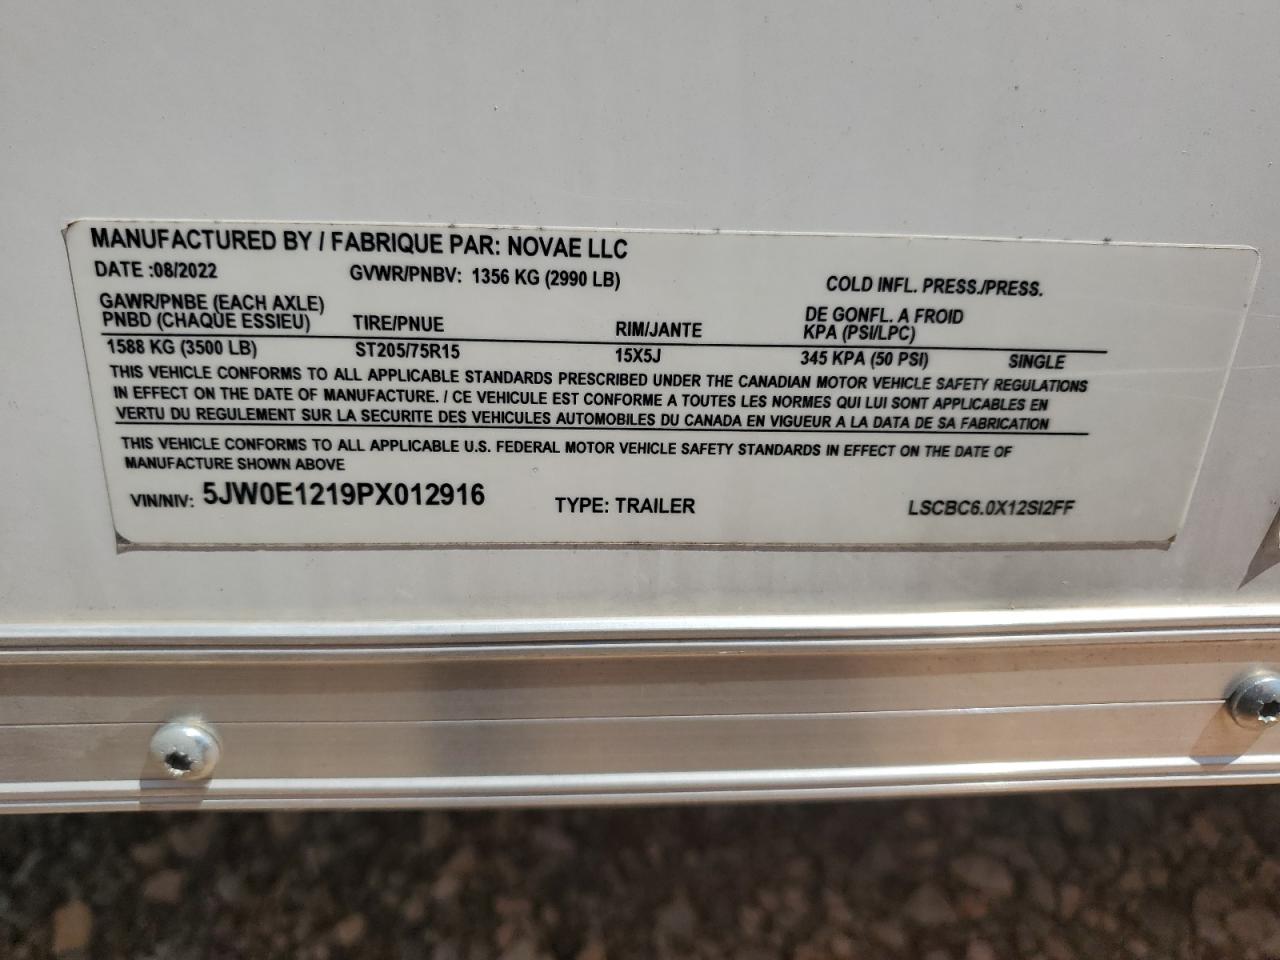 MANUFACTURED BY / FABRIQUE PAR: NOVAE LLC
DATE :08/2022 GVWR/PNBV: 1356 KG (2990 LB)
COLD INFL. PRESS./PRESS.
GAWR/PNBE (EACH AXLE) DE GONFL. A FROID
PNBD (CHAQUE ESSIEU) TIRE/PNUE RIM/JANTE KPA (PSI/LPC)
1588 KG (3500 LB) ST205/75R15 15X5J 345 KPA (50 PSI) SINGLE
THIS VEHICLE CONFORMS TO ALL APPLICABLE STANDARDS PRESCRIBED UNDER THE CANADIAN MOTOR VEHICLE SAFETY REGULATIONS
IN EFFECT ON THE DATE OF MANUFACTURE. / CE VEHICULE EST CONFORME A TOUTES LES NORMES QUI LUI SONT APPLICABLES EN
VERTU DU REGULEMENT SUR LA SECURITE DES VEHICULES AUTOMOBILES DU CANADA EN VIGUEUR A LA DATA DE SA FABRICATION
THIS VEHICLE CONFORMS TO ALL APPLICABLE U.S. FEDERAL MOTOR VEHICLE SAFETY STANDARDS IN EFFECT ON THE DATE OF
MANUFACTURE SHOWN ABOVE
VIN/NIV: 5JW0E1219PX012916 TYPE: TRAILER LSCBC6.0X12SI2FF